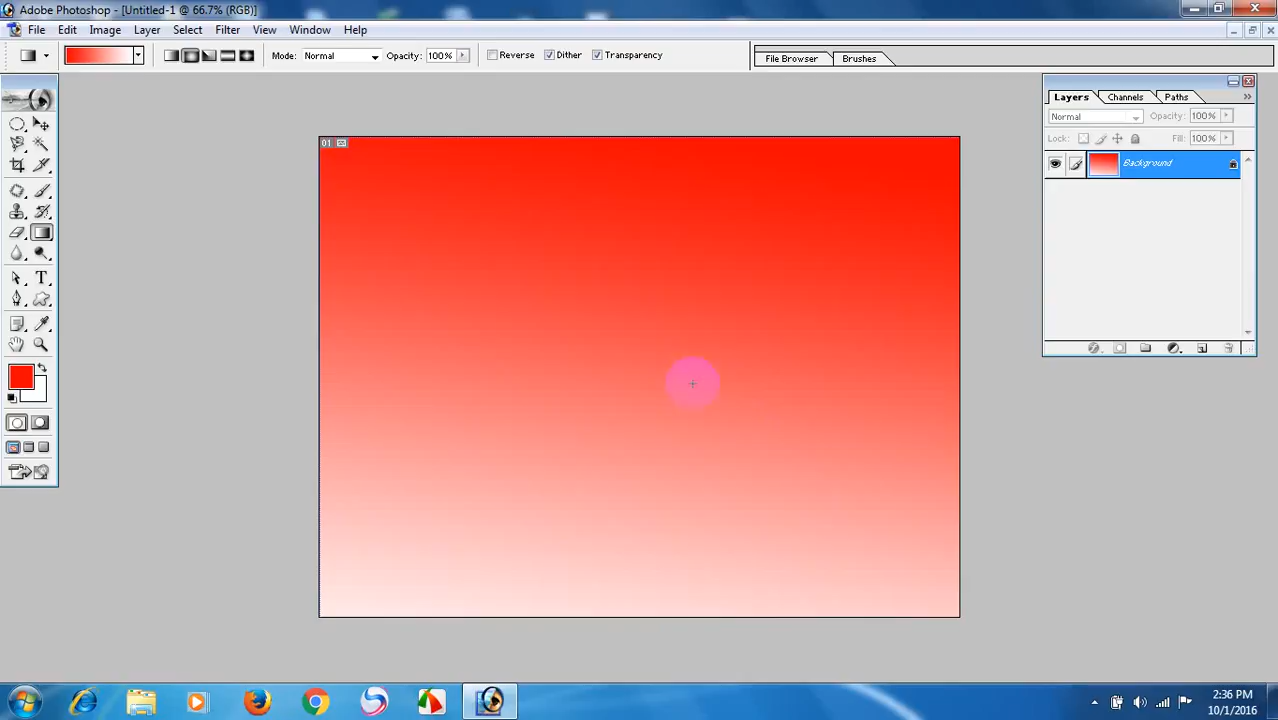 Adobe Photoshop - [Untitled-1 @ 66.7% (RGB)]
File Edit Image Layer Select Filter View Window Help
Mode: Normal Opacity: 100% Reverse Dither Transparency File Browser Brushes
Layers Channels Paths
Normal Opacity: 100%
Lock: Fill: 100%
01
Background
T
2:36 PM
10/1/2016